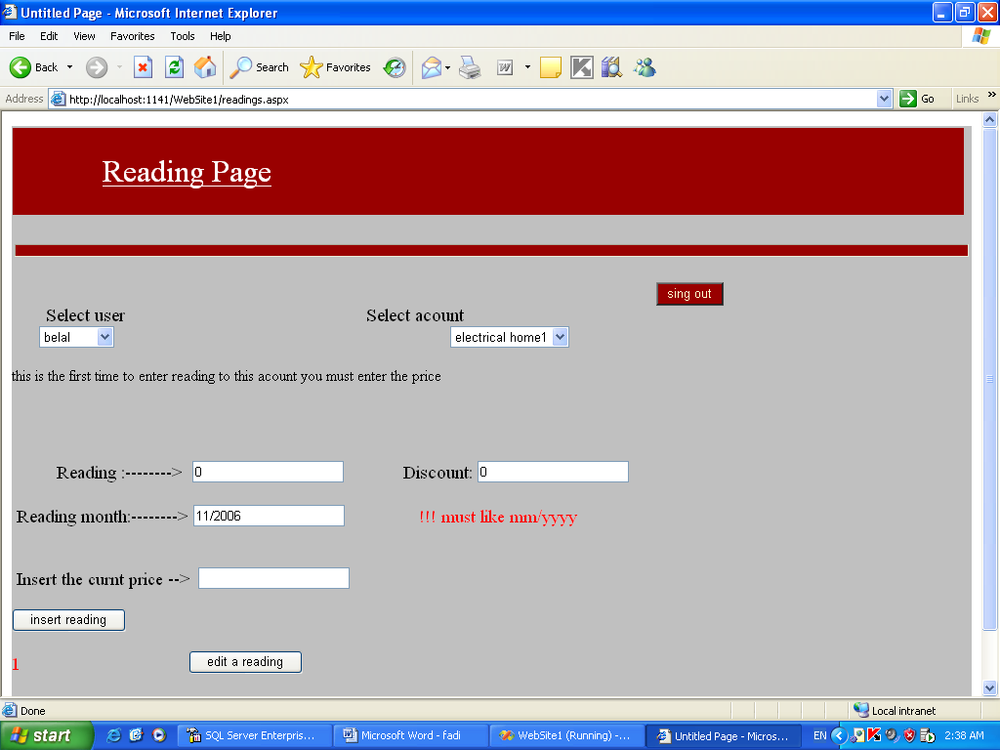 Untitled Page - Microsoft Internet Explorer
File Edit View Favorites Tools Help
Back Search Favorites
Address http://localhost:1141/WebSite1/readings.aspx Go Links »
Reading Page
sing out
Select user Select acount
belal electrical home1
this is the first time to enter reading to this acount you must enter the price
Reading :--------> 0 Discount: 0
Reading month:--------> 11/2006 !!! must like mm/yyyy
Insert the curnt price -->
insert reading
1 edit a reading
Done Local intranet
start SQL Server Enterpris... Microsoft Word - fadi WebSite1 (Running) -... Untitled Page - Micros... EN 2:38 AM